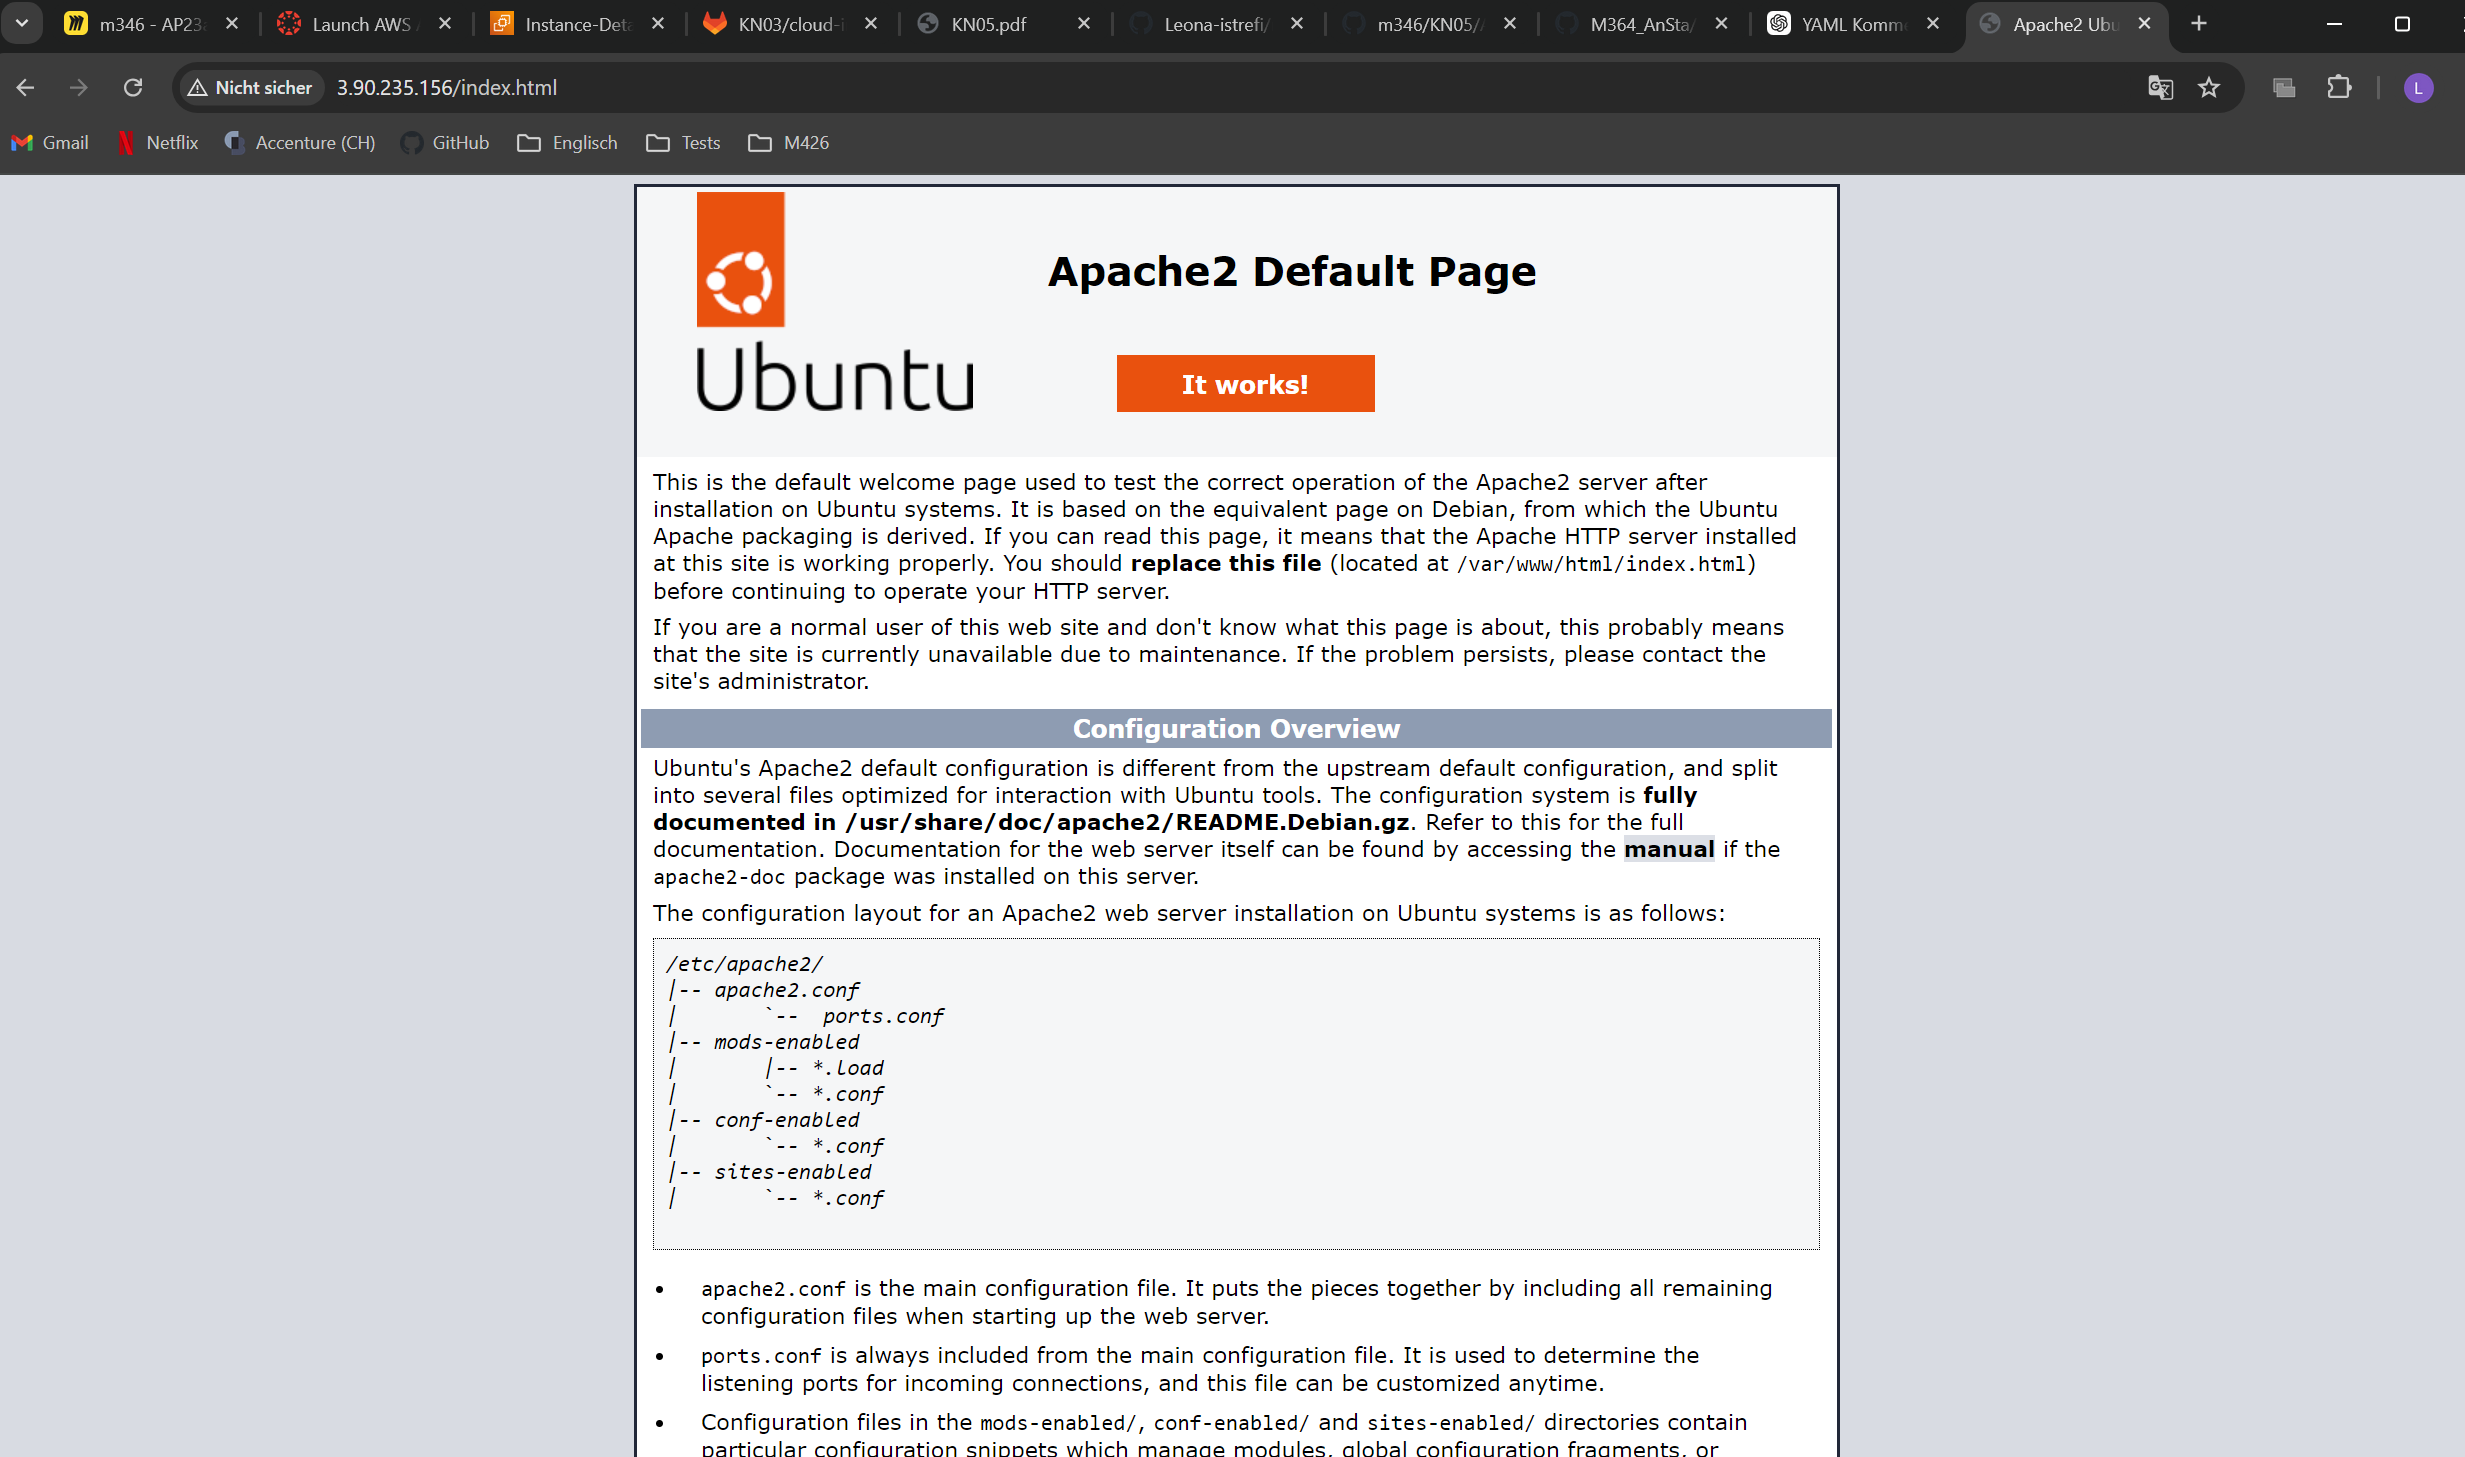 m346 - AP23
Launch AWS
Instance-Deta
KN03/cloud-i
KN05.pdf
Leona-istrefi/
m346/KN05/
M364_AnSta/
YAML Komme
Apache2 Ubu
Nicht sicher
3.90.235.156/index.html
L
Gmail
Netflix
Accenture (CH)
GitHub
Englisch
Tests
M426
Ubuntu
Apache2 Default Page
It works!
This is the default welcome page used to test the correct operation of the Apache2 server after
installation on Ubuntu systems. It is based on the equivalent page on Debian, from which the Ubuntu
Apache packaging is derived. If you can read this page, it means that the Apache HTTP server installed
at this site is working properly. You should replace this file (located at /var/www/html/index.html)
before continuing to operate your HTTP server.
If you are a normal user of this web site and don't know what this page is about, this probably means
that the site is currently unavailable due to maintenance. If the problem persists, please contact the
site's administrator.
Configuration Overview
Ubuntu's Apache2 default configuration is different from the upstream default configuration, and split
into several files optimized for interaction with Ubuntu tools. The configuration system is fully
documented in /usr/share/doc/apache2/README.Debian.gz. Refer to this for the full
documentation. Documentation for the web server itself can be found by accessing the manual if the
apache2-doc package was installed on this server.
The configuration layout for an Apache2 web server installation on Ubuntu systems is as follows:
/etc/apache2/
|-- apache2.conf
|       `--  ports.conf
|-- mods-enabled
|       |-- *.load
|       `-- *.conf
|-- conf-enabled
|       `-- *.conf
|-- sites-enabled
|       `-- *.conf
• apache2.conf is the main configuration file. It puts the pieces together by including all remaining
configuration files when starting up the web server.
• ports.conf is always included from the main configuration file. It is used to determine the
listening ports for incoming connections, and this file can be customized anytime.
• Configuration files in the mods-enabled/, conf-enabled/ and sites-enabled/ directories contain
particular configuration snippets which manage modules, global configuration fragments, or